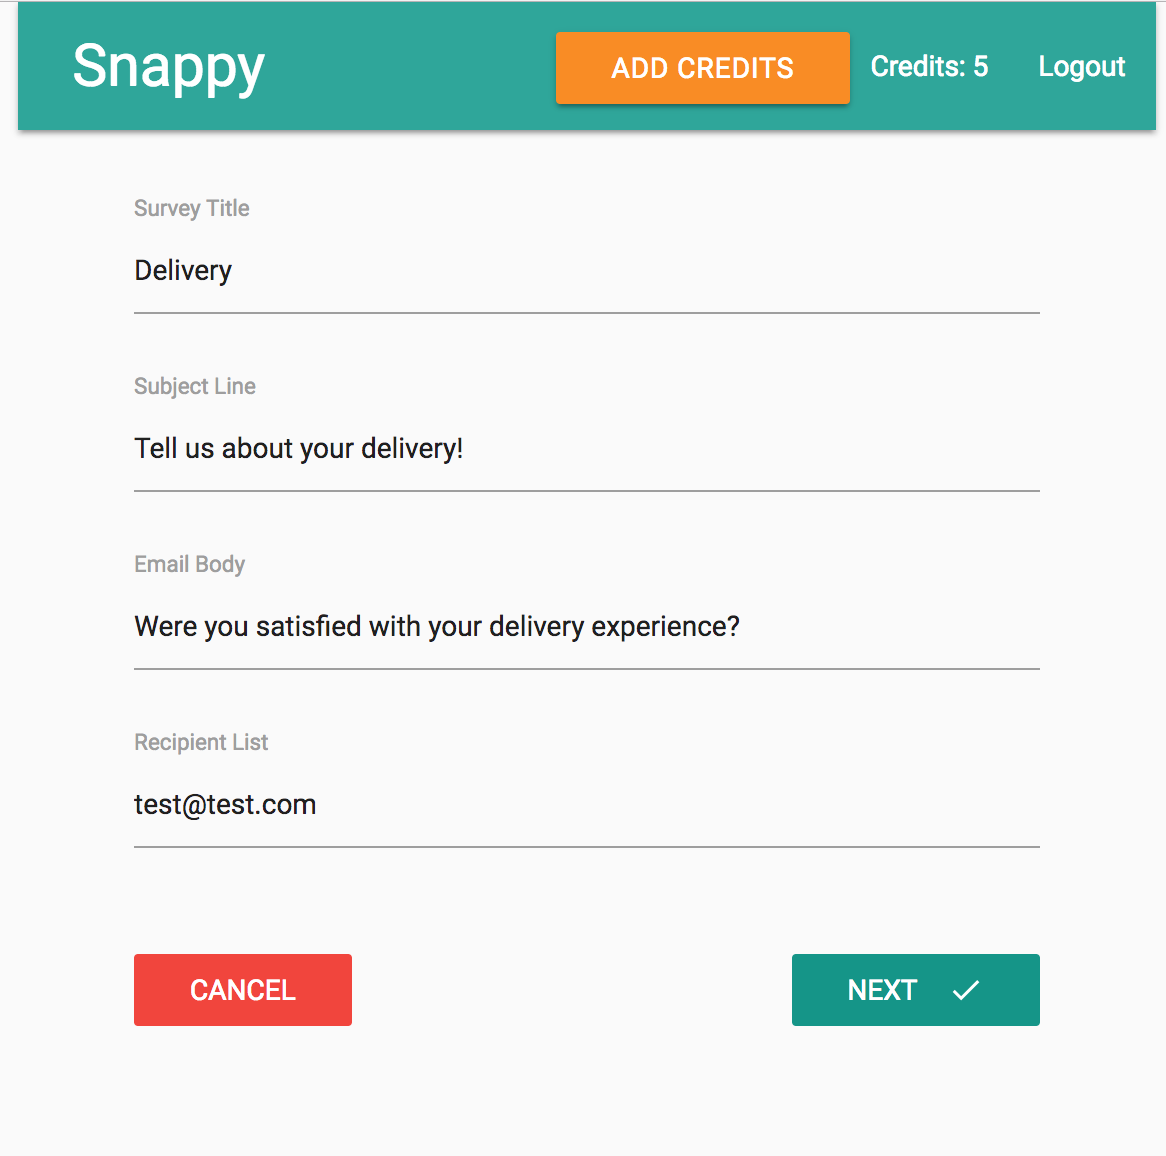 Snappy
ADD CREDITS
Credits: 5
Logout
Survey Title
Delivery
Subject Line
Tell us about your delivery!
Email Body
Were you satisfied with your delivery experience?
Recipient List
test@test.com
CANCEL
NEXT